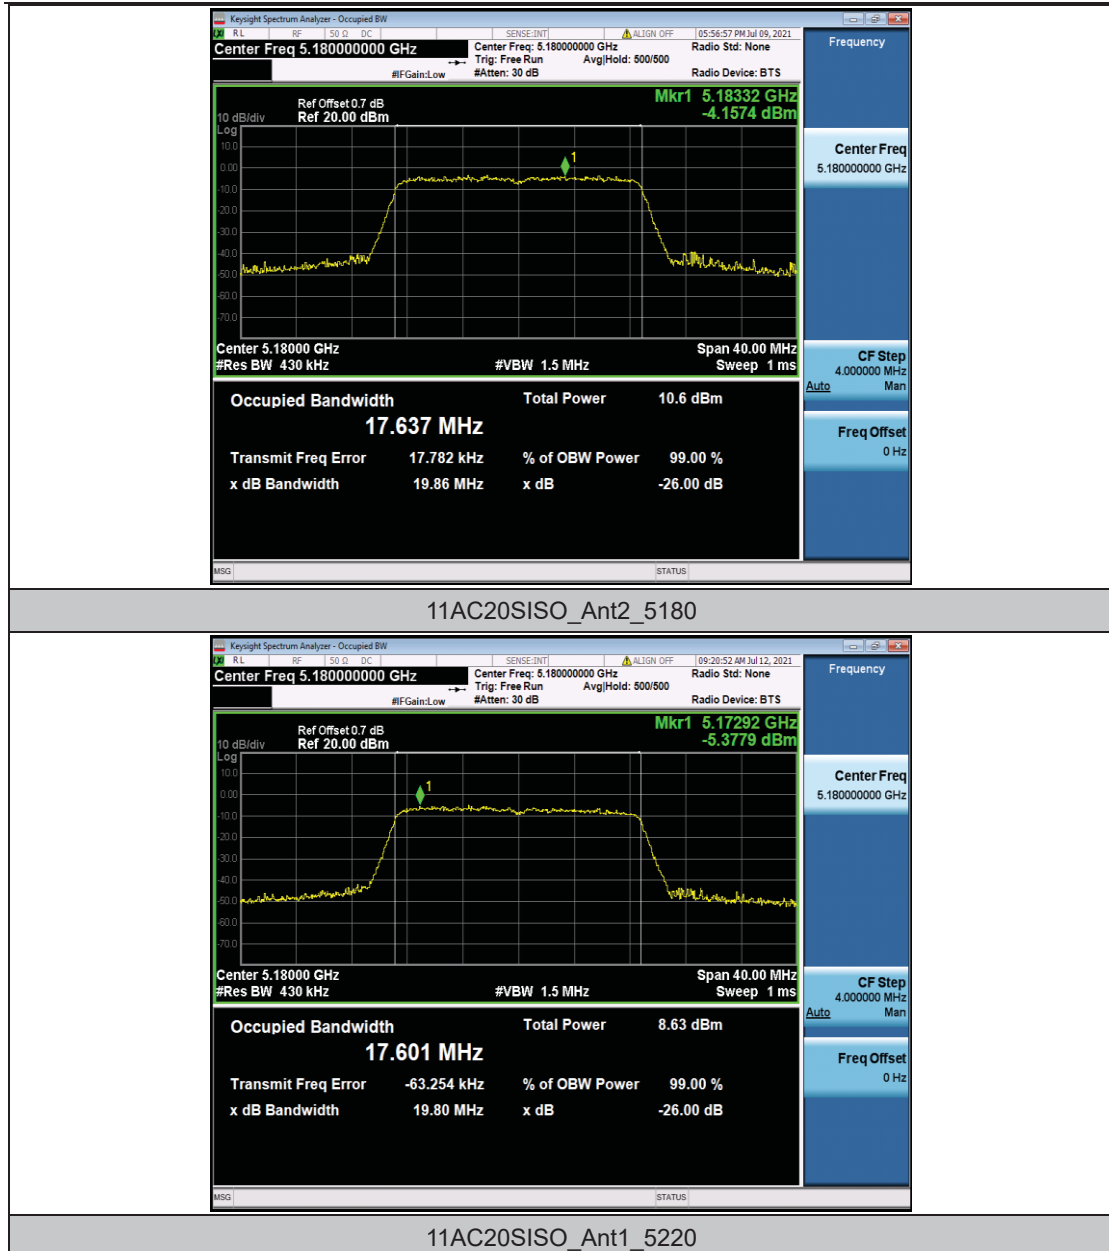 Keysight Spectrum Analyzer - Occupied BW
LXI RL RF 50 Ω DC SENSE:INT ALIGN OFF 05:56:57 PM Jul 09, 2021
Center Freq 5.180000000 GHz
Center Freq: 5.180000000 GHz Radio Std: None
Trig: Free Run Avg|Hold: 500/500
#IFGain:Low #Atten: 30 dB Radio Device: BTS
Frequency
Mkr1 5.18332 GHz
-4.1574 dBm
Ref Offset 0.7 dB
10 dB/div Ref 20.00 dBm
Log
10.0
0.00
-10.0
-20.0
-30.0
-40.0
-50.0
-60.0
-70.0
1
Center Freq
5.180000000 GHz
Center 5.18000 GHz Span 40.00 MHz
#Res BW 430 kHz #VBW 1.5 MHz Sweep 1 ms
CF Step
4.000000 MHz
Auto Man
Occupied Bandwidth Total Power 10.6 dBm
17.637 MHz
Transmit Freq Error 17.782 kHz % of OBW Power 99.00 %
x dB Bandwidth 19.86 MHz x dB -26.00 dB
Freq Offset
0 Hz
MSG STATUS
11AC20SISO_Ant2_5180
Keysight Spectrum Analyzer - Occupied BW
LXI RL RF 50 Ω DC SENSE:INT ALIGN OFF 09:20:52 AM Jul 12, 2021
Center Freq 5.180000000 GHz
Center Freq: 5.180000000 GHz Radio Std: None
Trig: Free Run Avg|Hold: 500/500
#IFGain:Low #Atten: 30 dB Radio Device: BTS
Frequency
Mkr1 5.17292 GHz
-5.3779 dBm
Ref Offset 0.7 dB
10 dB/div Ref 20.00 dBm
Log
10.0
0.00
-10.0
-20.0
-30.0
-40.0
-50.0
-60.0
-70.0
1
Center Freq
5.180000000 GHz
Center 5.18000 GHz Span 40.00 MHz
#Res BW 430 kHz #VBW 1.5 MHz Sweep 1 ms
CF Step
4.000000 MHz
Auto Man
Occupied Bandwidth Total Power 8.63 dBm
17.601 MHz
Transmit Freq Error -63.254 kHz % of OBW Power 99.00 %
x dB Bandwidth 19.80 MHz x dB -26.00 dB
Freq Offset
0 Hz
MSG STATUS
11AC20SISO_Ant1_5220